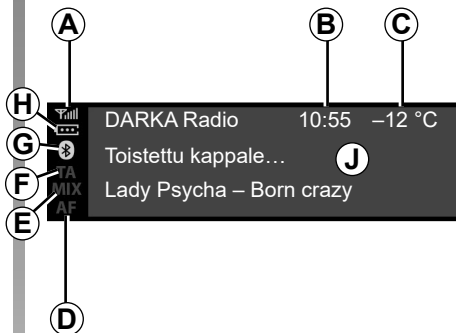 A B C
H
G
F
E
DARKA Radio 10:55 –12 °C
Toistettu kappale… J
Lady Psycha – Born crazy
TA
MIX
AF
D